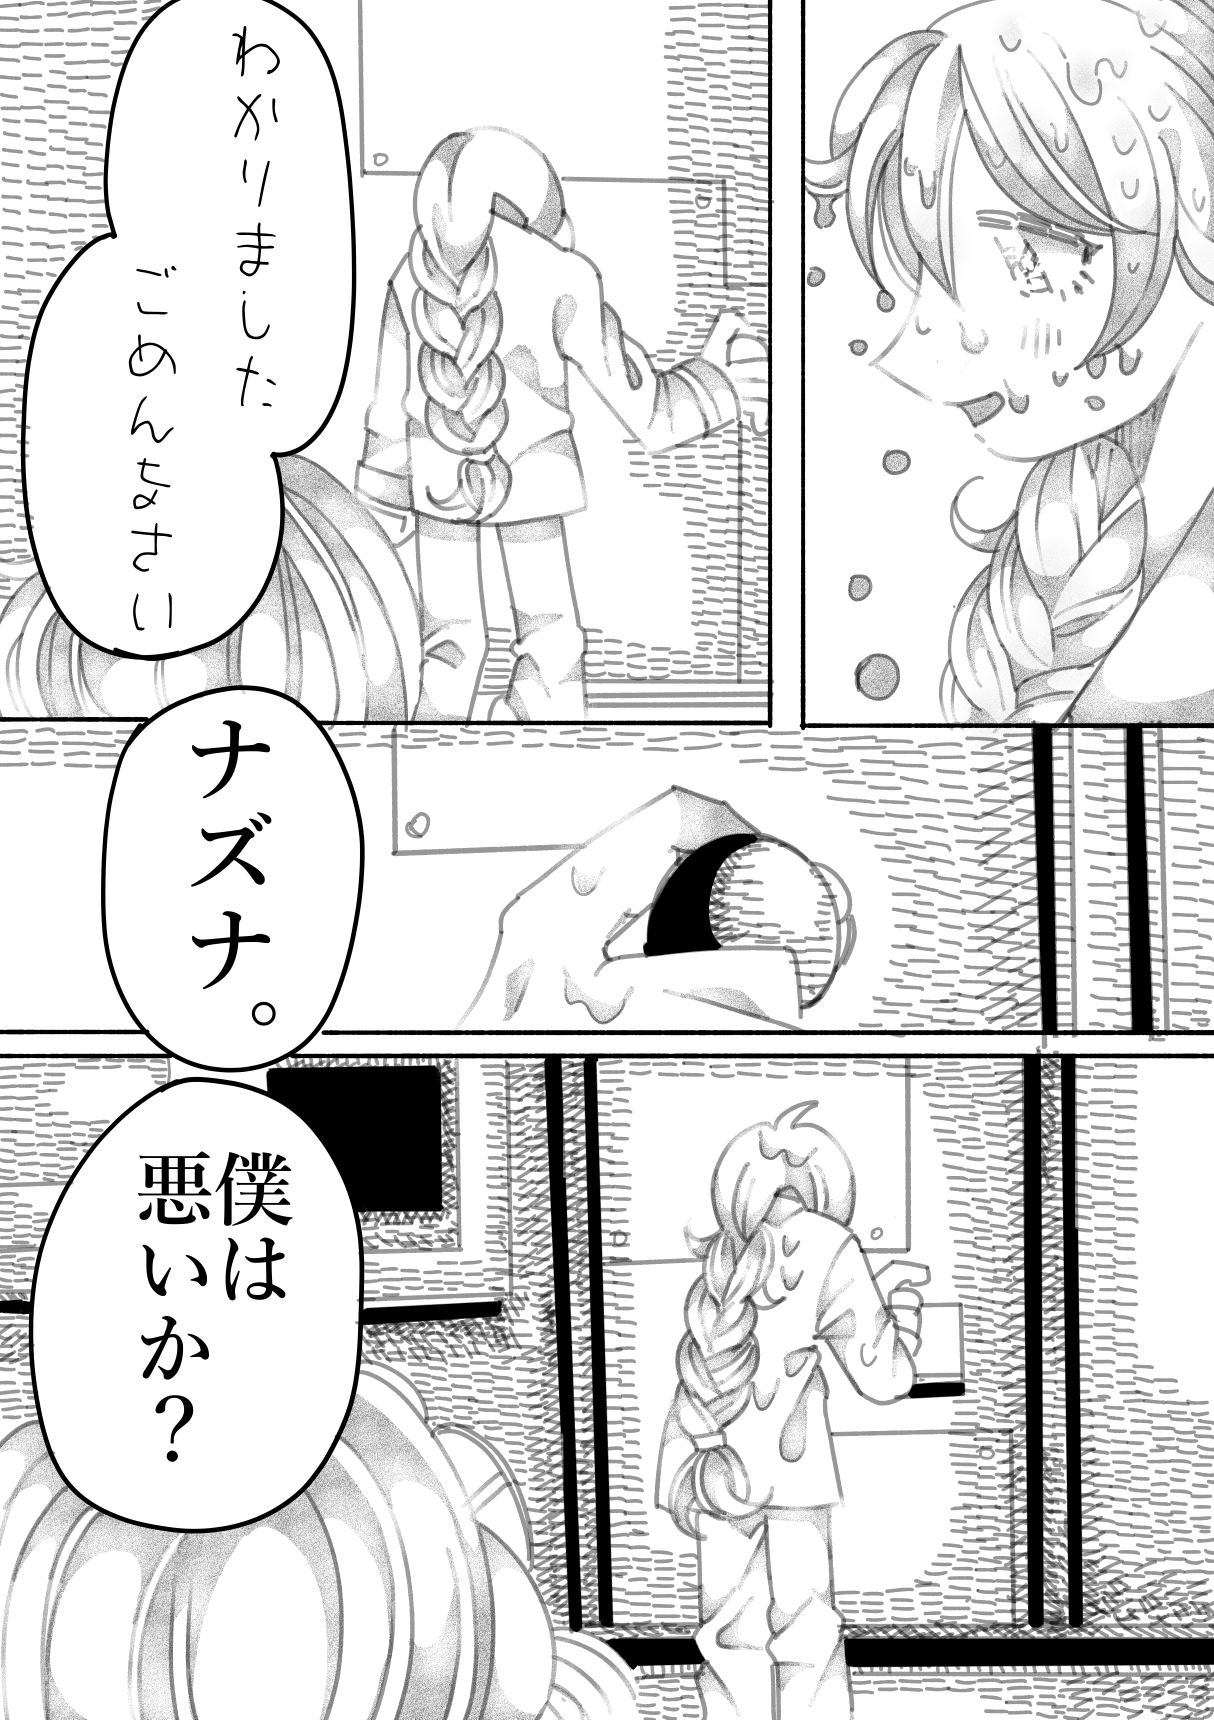 わかりました
ごめんなさい
ナズナ。
僕は
悪いか？